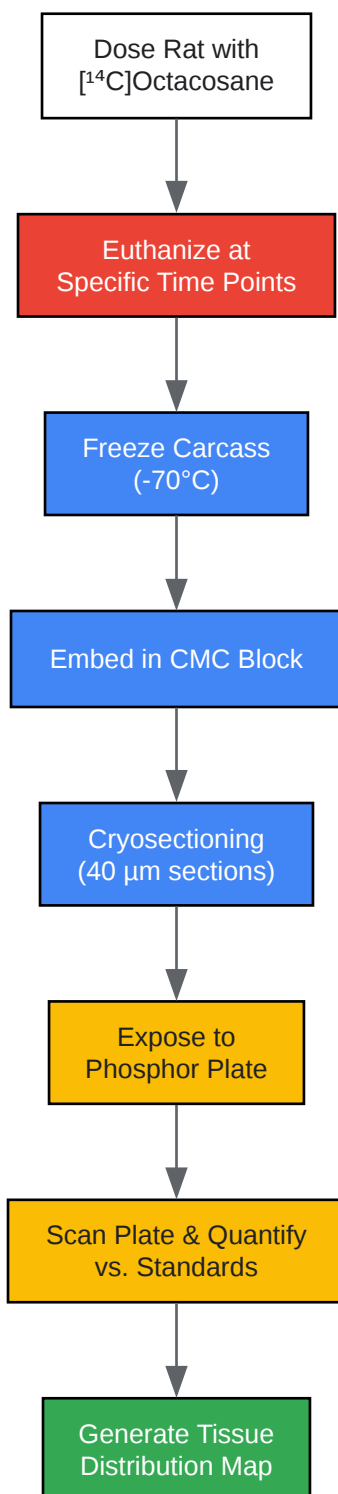 Dose Rat with
[¹⁴C]Octacosane
Euthanize at
Specific Time Points
Freeze Carcass
(-70°C)
Embed in CMC Block
Cryosectioning
(40 µm sections)
Expose to
Phosphor Plate
Scan Plate & Quantify
vs. Standards
Generate Tissue
Distribution Map